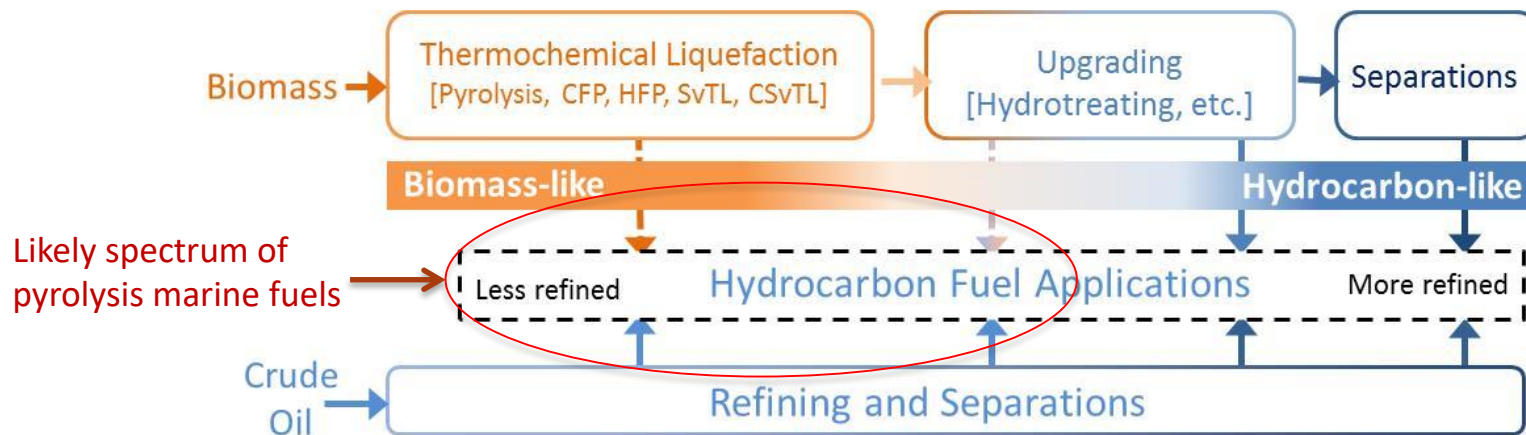 Biomass
Thermochemical Liquefaction
[Pyrolysis, CFP, HFP, SvTL, CSvTL]
Upgrading
[Hydrotreating, etc.]
Separations
Biomass-like
Hydrocarbon-like
Likely spectrum of
pyrolysis marine fuels
Less refined
Hydrocarbon Fuel Applications
More refined
Crude
Oil
Refining and Separations